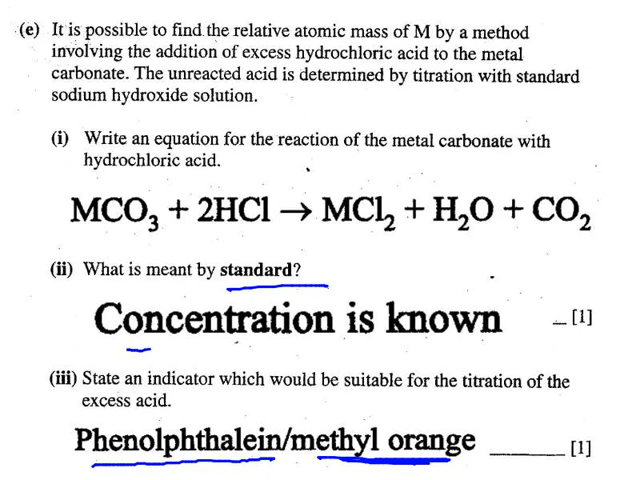 (e) It is possible to find the relative atomic mass of M by a method
involving the addition of excess hydrochloric acid to the metal
carbonate. The unreacted acid is determined by titration with standard
sodium hydroxide solution.
(i) Write an equation for the reaction of the metal carbonate with
hydrochloric acid.
MCO₃ + 2HCl → MCl₂ + H₂O + CO₂
(ii) What is meant by standard?
Concentration is known _ [1]
(iii) State an indicator which would be suitable for the titration of the
excess acid.
Phenolphthalein/methyl orange ______ [1]